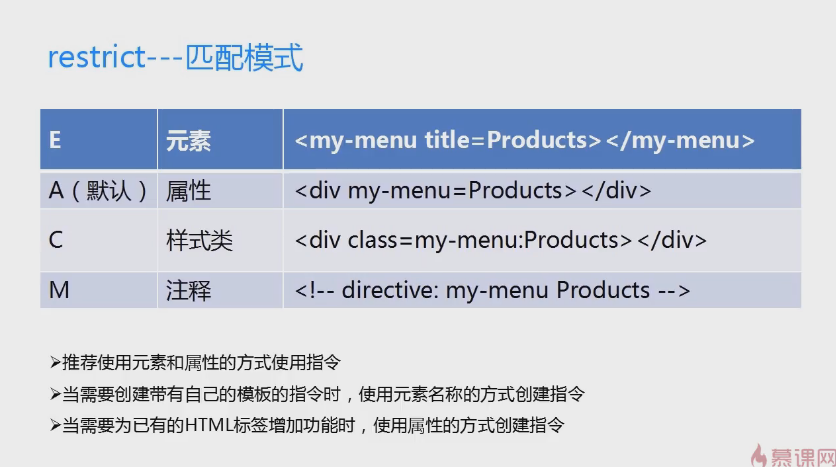 restrict---匹配模式
E 元素 <my-menu title=Products></my-menu>
A（默认） 属性 <div my-menu=Products></div>
C 样式类 <div class=my-menu:Products></div>
M 注释 <!-- directive: my-menu Products -->
➢推荐使用元素和属性的方式使用指令
➢当需要创建带有自己的模板的指令时，使用元素名称的方式创建指令
➢当需要为已有的HTML标签增加功能时，使用属性的方式创建指令
慕课网